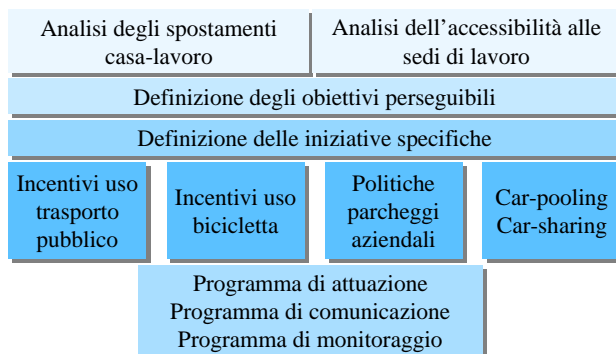 Analisi degli spostamenti
casa-lavoro
Analisi dell'accessibilità alle
sedi di lavoro
Definizione degli obiettivi perseguibili
Definizione delle iniziative specifiche
Incentivi uso
trasporto
pubblico
Incentivi uso
bicicletta
Politiche
parcheggi
aziendali
Car-pooling
Car-sharing
Programma di attuazione
Programma di comunicazione
Programma di monitoraggio